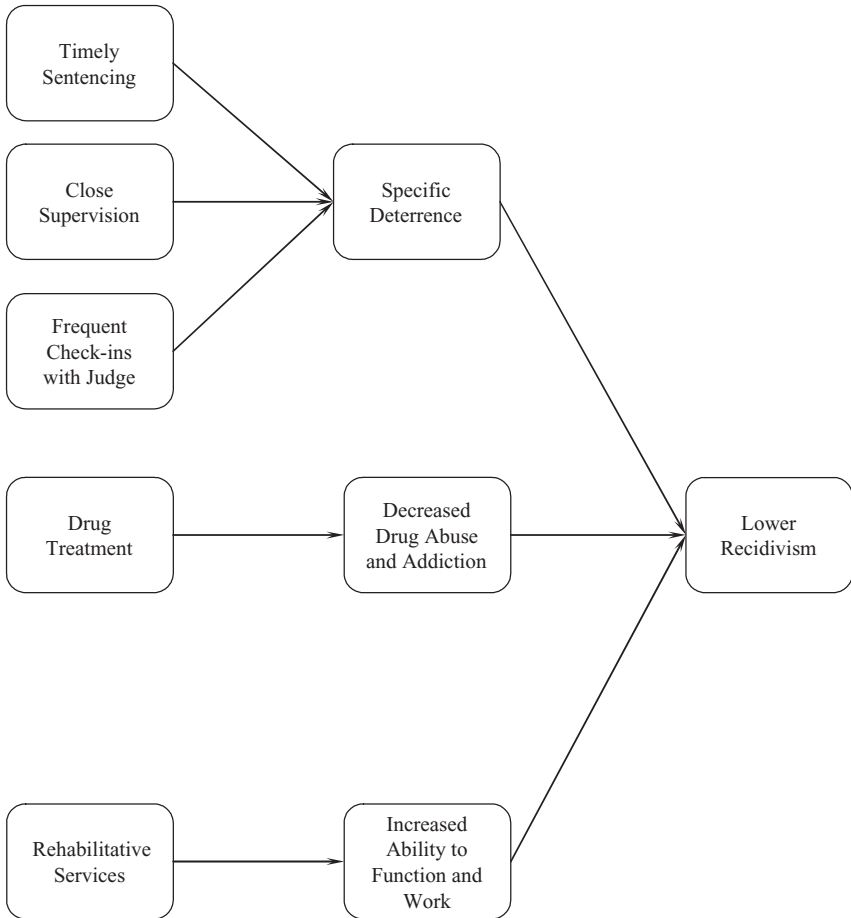 Timely
Sentencing
Close
Supervision
Specific
Deterrence
Frequent
Check-ins
with Judge
Drug
Treatment
Decreased
Drug Abuse
and Addiction
Lower
Recidivism
Rehabilitative
Services
Increased
Ability to
Function and
Work